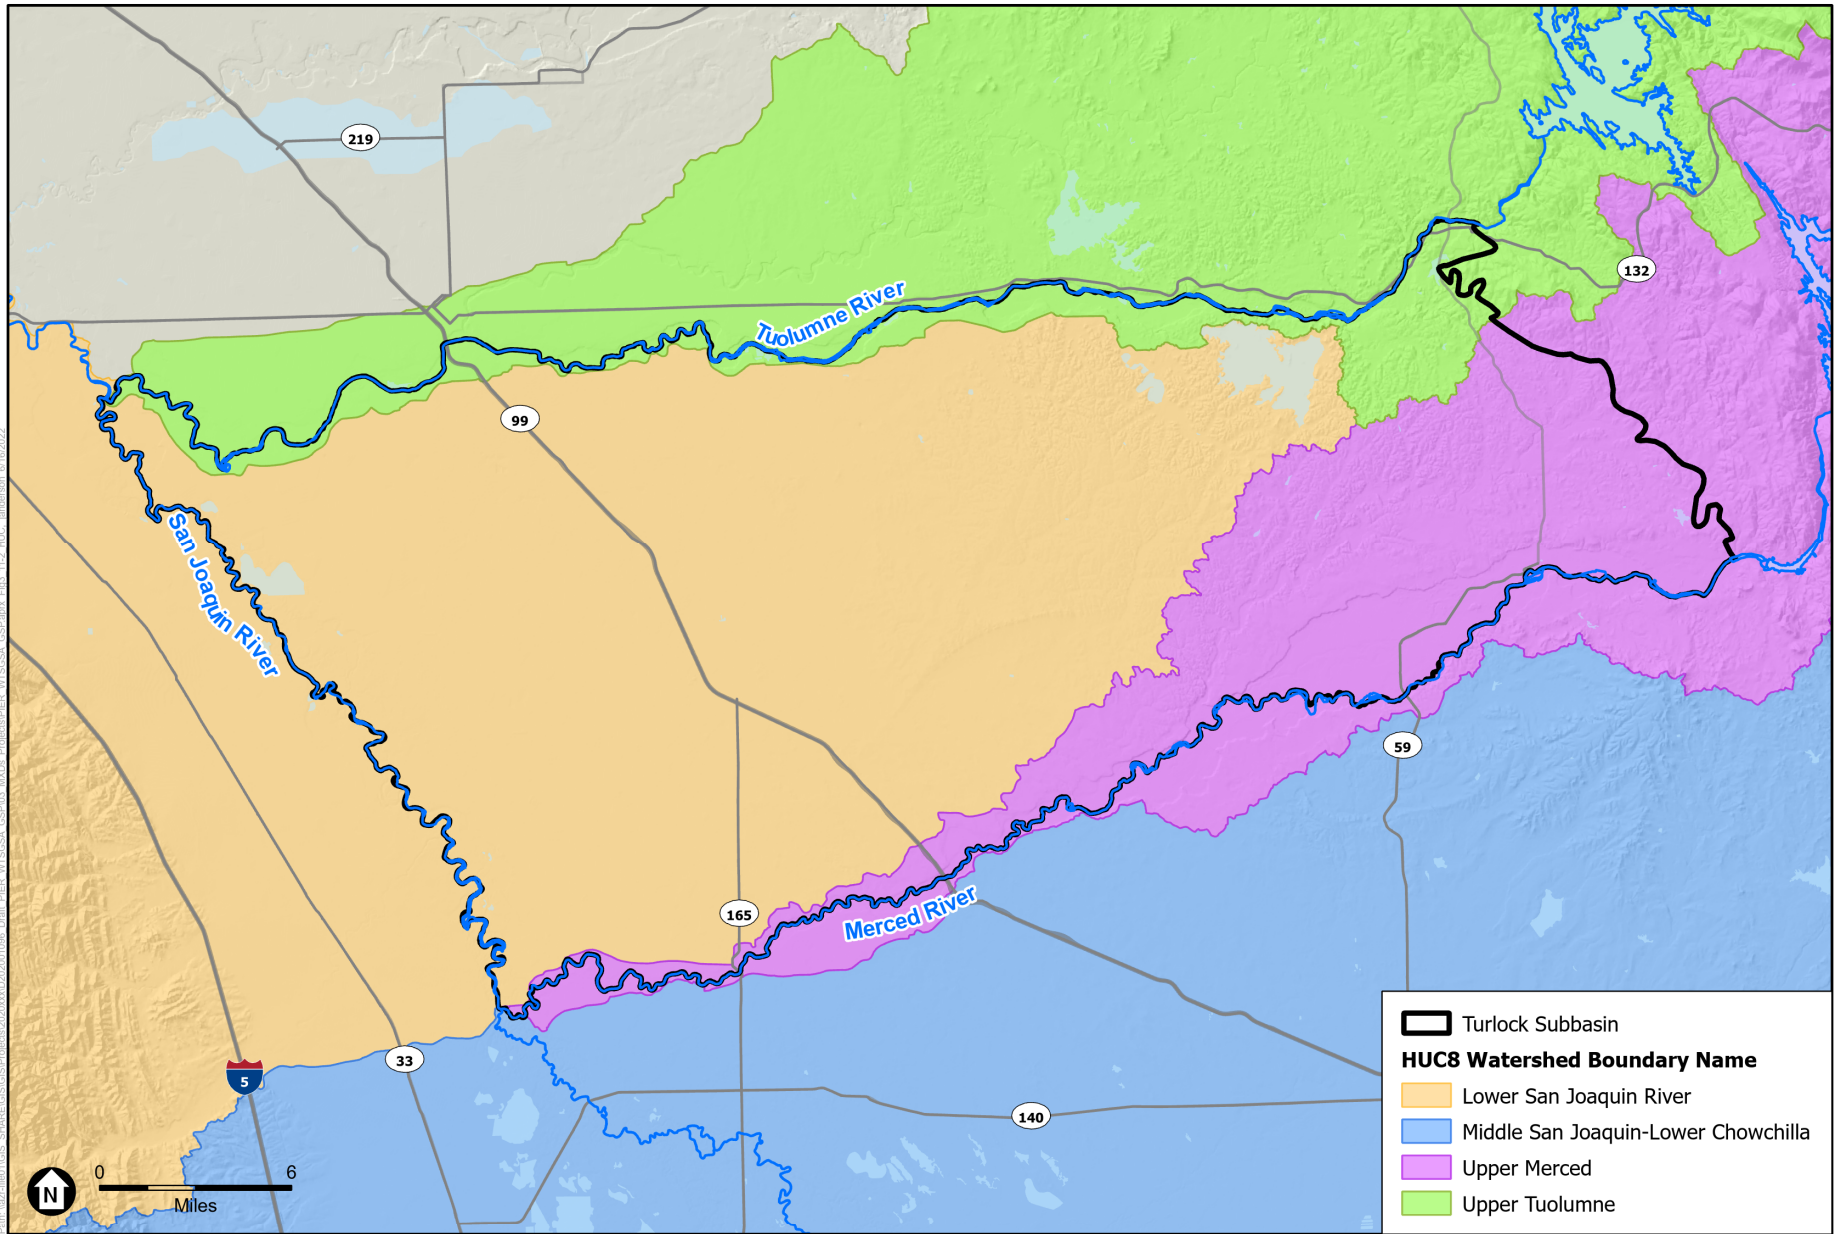 219
132
Tuolumne River
99
San Joaquin River
59
165
Merced River
33
5
140
N
0 6
Miles
Turlock Subbasin
HUC8 Watershed Boundary Name
Lower San Joaquin River
Middle San Joaquin-Lower Chowchilla
Upper Merced
Upper Tuolumne